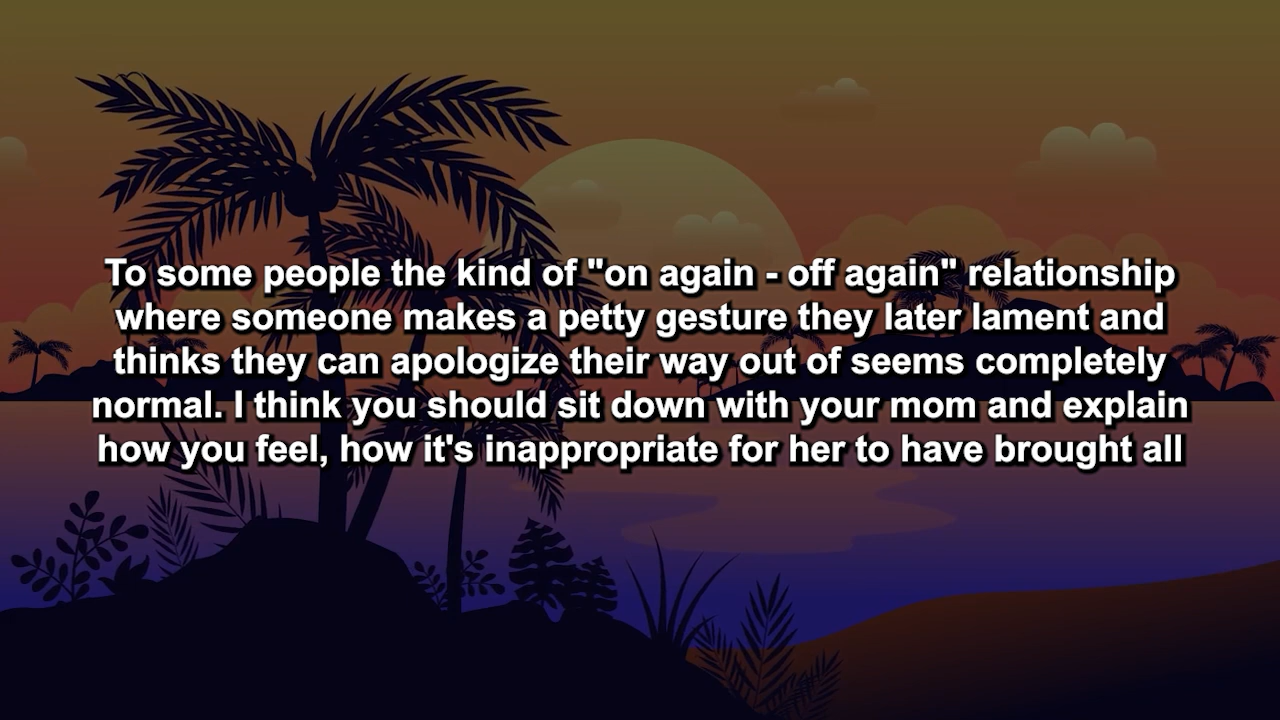 To some people the kind of "on again - off again" relationship
where someone makes a petty gesture they later lament and
thinks they can apologize their way out of seems completely
normal. I think you should sit down with your mom and explain
how you feel, how it's inappropriate for her to have brought all